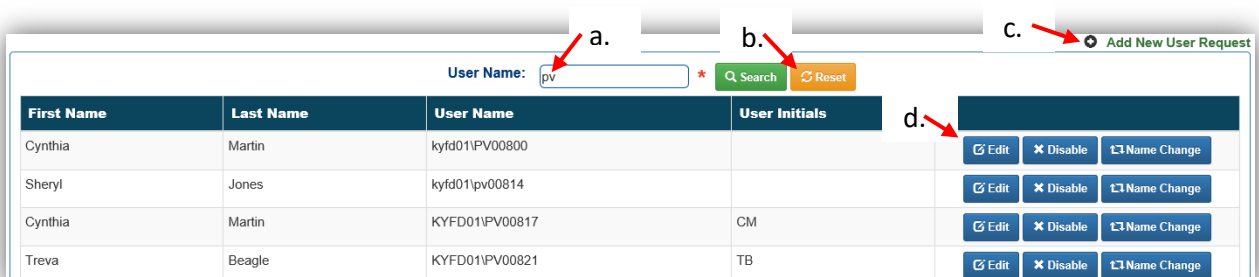 a. b. c.
Add New User Request
User Name: pv * Search Reset
First Name Last Name User Name User Initials
d.
Cynthia Martin kyfd01\PV00800 Edit Disable Name Change
Sheryl Jones kyfd01\pv00814 Edit Disable Name Change
Cynthia Martin KYFD01\PV00817 CM Edit Disable Name Change
Treva Beagle KYFD01\PV00821 TB Edit Disable Name Change